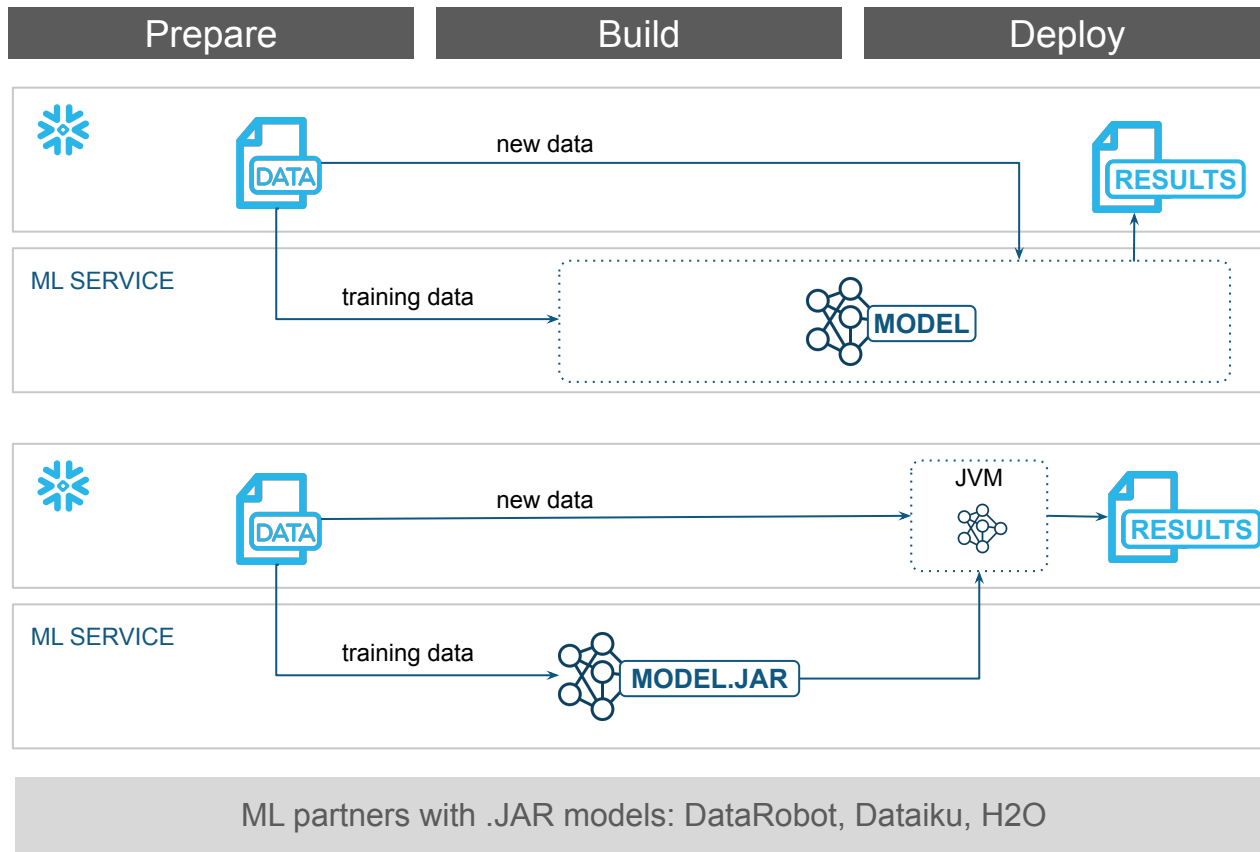 Prepare
Build
Deploy
new data
DATA
RESULTS
ML SERVICE
training data
MODEL
JVM
new data
DATA
RESULTS
ML SERVICE
training data
MODEL.JAR
ML partners with .JAR models: DataRobot, Dataiku, H2O